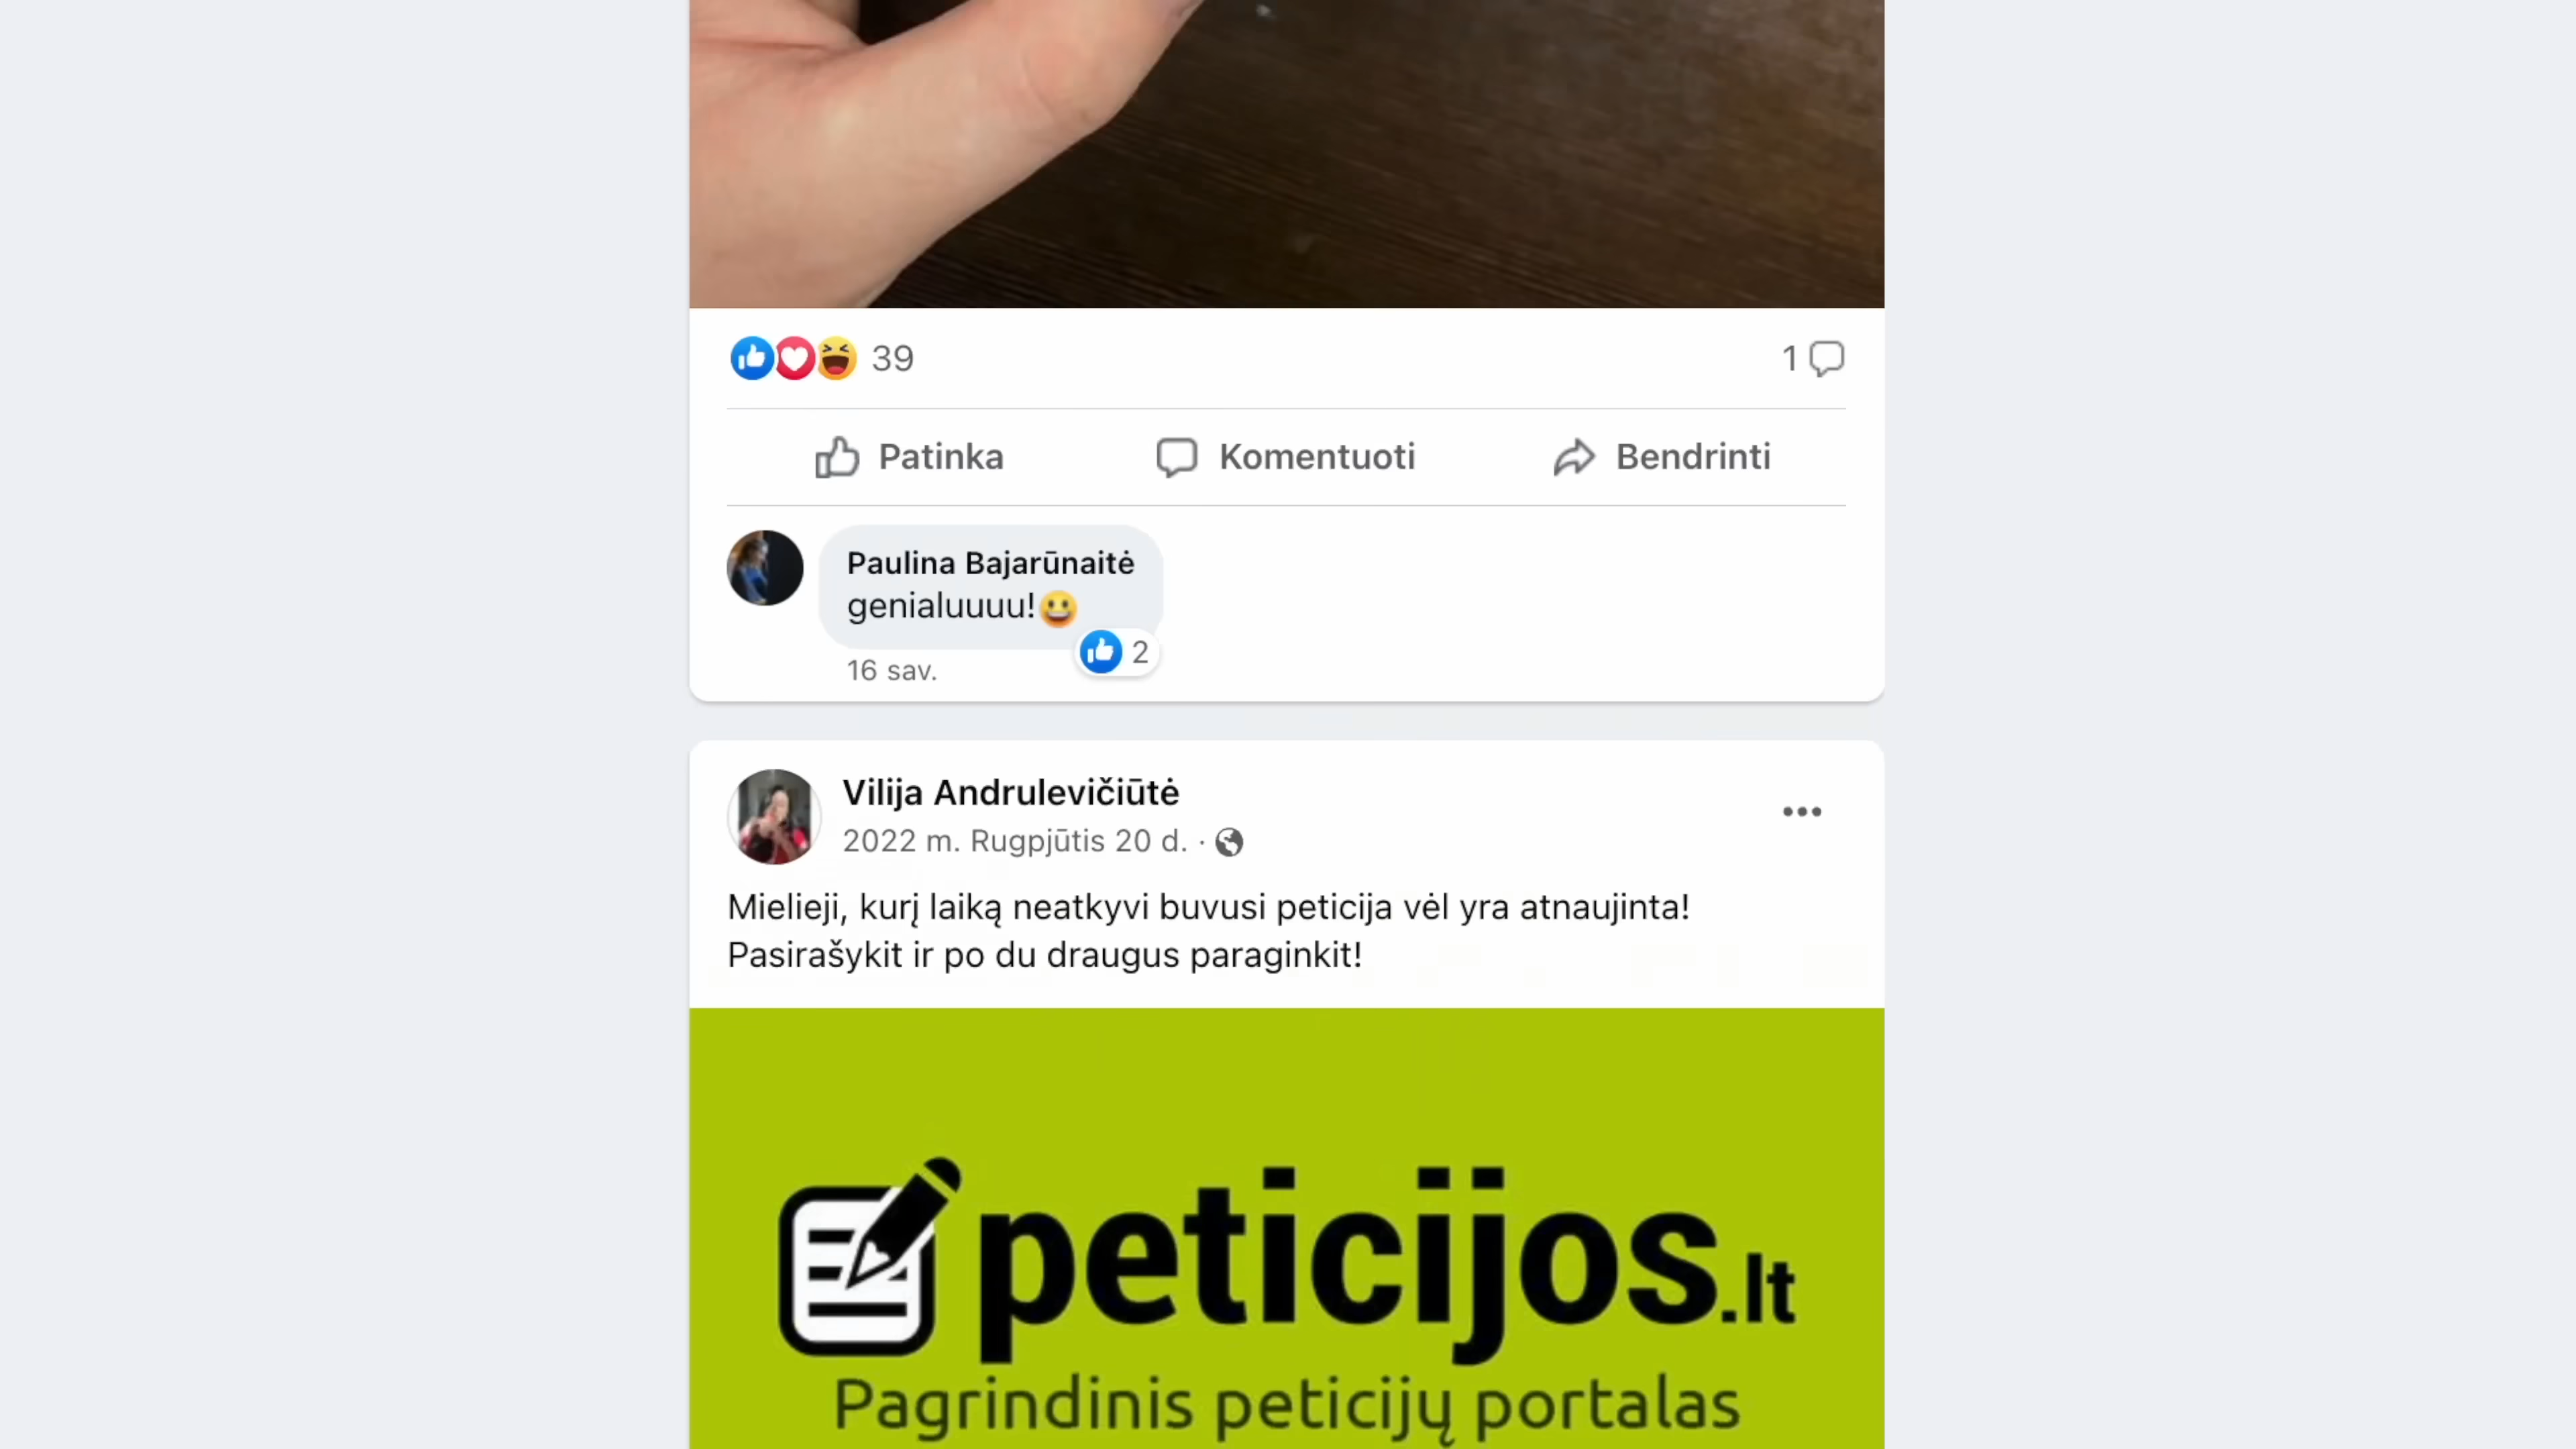 39
1
Patinka
Komentuoti
Bendrinti
Paulina Bajarūnaitė
genialuuuu!😀
2
16 sav.
Vilija Andrulevičiūtė
2022 m. Rugpjūtis 20 d. ·
Mielieji, kurį laiką neatkyvi buvusi peticija vėl yra atnaujinta!
Pasirašykit ir po du draugus paraginkit!
peticijos.lt
Pagrindinis peticijų portalas